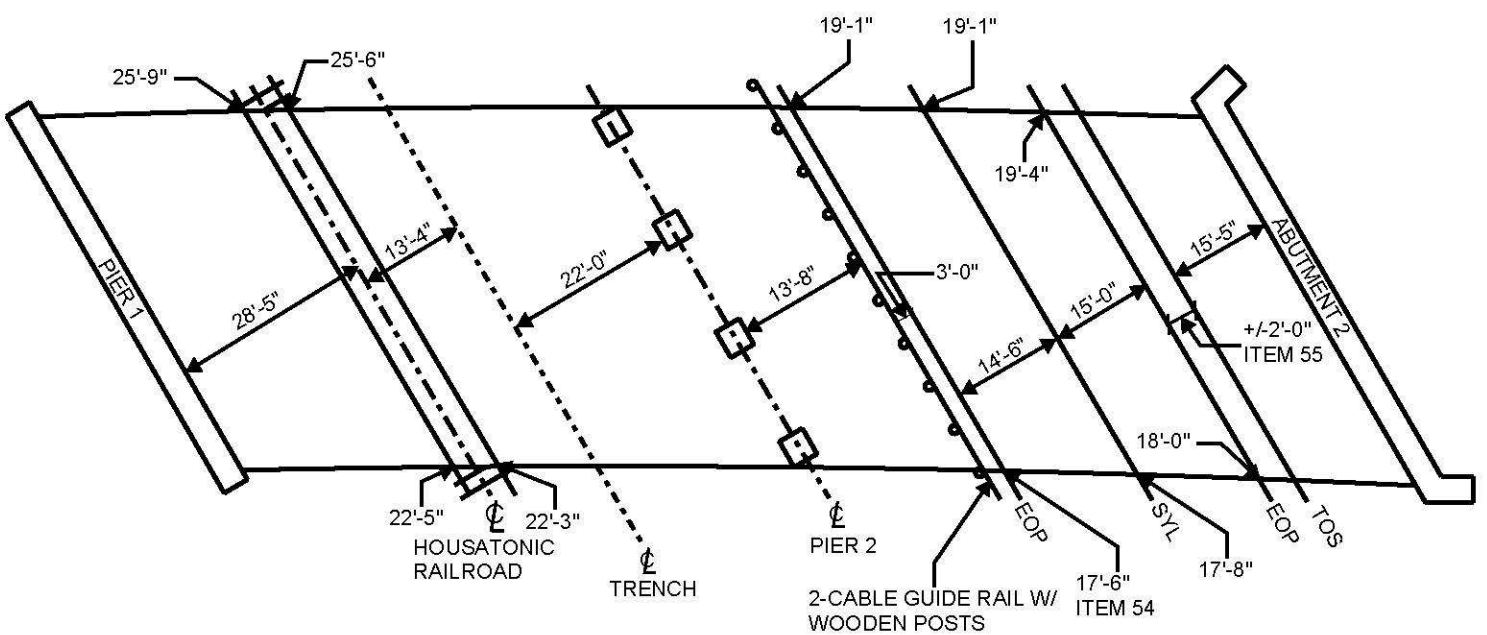 19'-1"
19'-1"
25'-9"
25'-6"
19'-4"
PIER 1
28'-5"
13'-4"
22'-0"
13'-8"
3'-0"
14'-6"
15'-0"
15'-5"
ABUTMENT 2
+/-2'-0"
ITEM 55
18'-0"
22'-5"
22'-3"
℄
HOUSATONIC
RAILROAD
℄
TRENCH
℄
PIER 2
EOP
SYL
EOP
TOS
17'-6"
ITEM 54
17'-8"
2-CABLE GUIDE RAIL W/
WOODEN POSTS